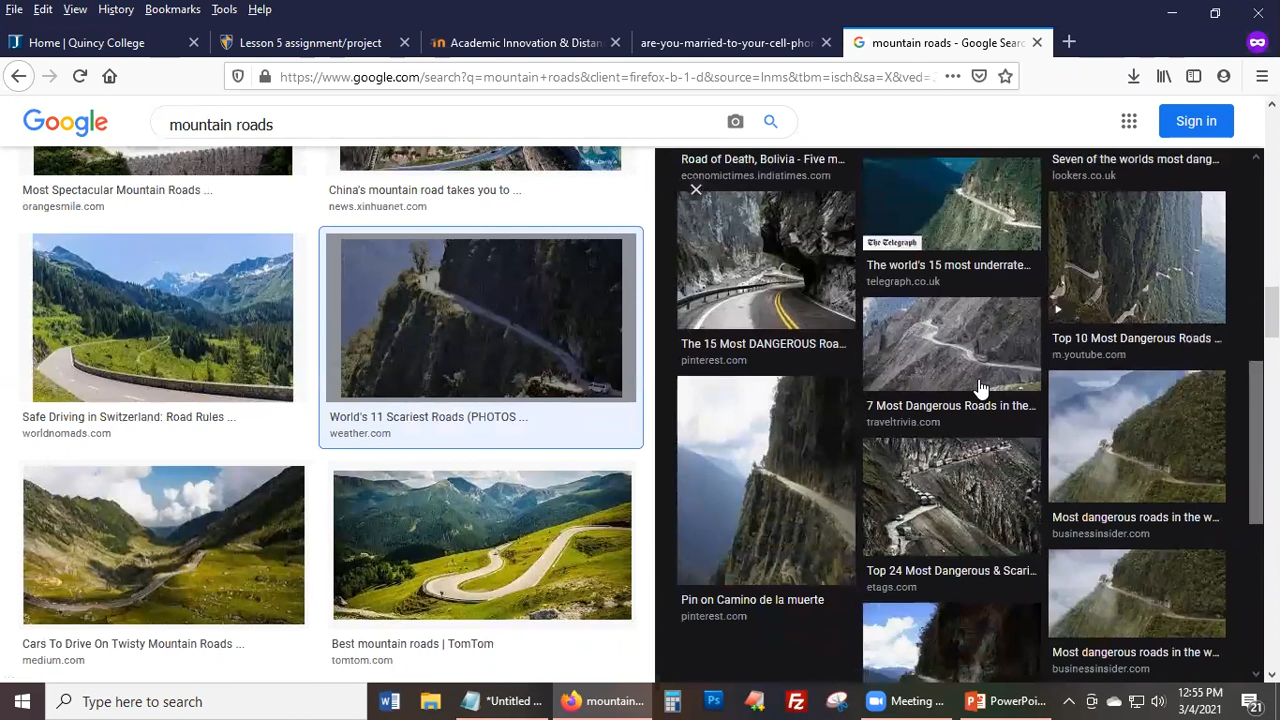 File Edit View History Bookmarks Tools Help
Home | Quincy College
Lesson 5 assignment/project
Academic Innovation & Distan
are-you-married-to-your-cell-phon
mountain roads - Google Searc
https://www.google.com/search?q=mountain+roads&client=firefox-b-1-d&source=lnms&tbm=isch&sa=X&ved=
Google
mountain roads
Sign in
Most Spectacular Mountain Roads ...
orangesmile.com
China's mountain road takes you to ...
news.xinhuanet.com
Safe Driving in Switzerland: Road Rules ...
worldnomads.com
World's 11 Scariest Roads (PHOTOS ...
weather.com
Cars To Drive On Twisty Mountain Roads ...
medium.com
Best mountain roads | TomTom
tomtom.com
Road of Death, Bolivia - Five m...
economictimes.indiatimes.com
The 15 Most DANGEROUS Roa...
pinterest.com
Pin on Camino de la muerte
pinterest.com
The Telegraph
The world's 15 most underrate...
telegraph.co.uk
7 Most Dangerous Roads in the...
traveltrivia.com
Top 24 Most Dangerous & Scari...
etags.com
Seven of the worlds most dang...
lookers.co.uk
Top 10 Most Dangerous Roads ...
m.youtube.com
Most dangerous roads in the w...
businessinsider.com
Most dangerous roads in the w...
businessinsider.com
Type here to search
*Untitled ...
mountain...
Meeting ...
PowerPoi...
12:55 PM
3/4/2021
21